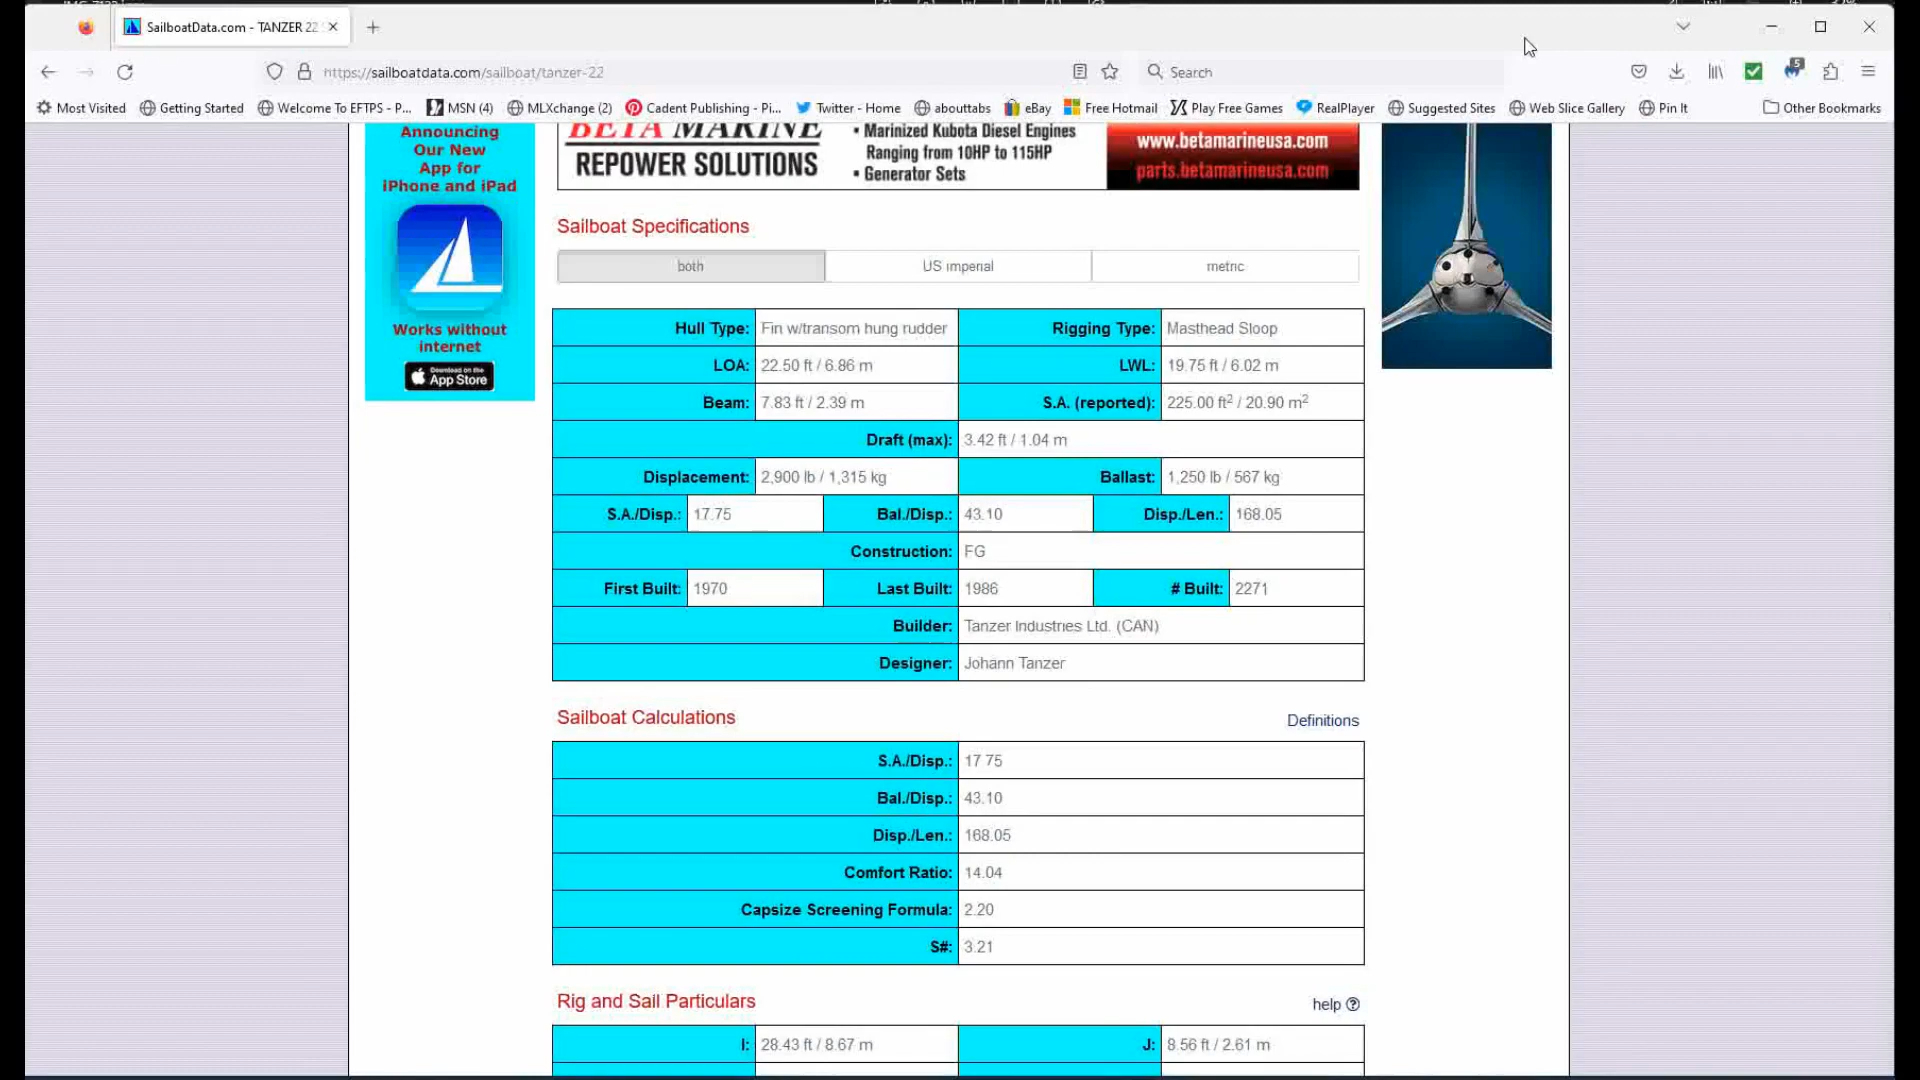 SailboatData.com - TANZER 22
https://sailboatdata.com/sailboat/tanzer-22
Search
5
Most Visited
Getting Started
Welcome To EFTPS - P...
MSN (4)
MLXchange (2)
Cadent Publishing - Pi...
Twitter - Home
abouttabs
eBay
Free Hotmail
Play Free Games
RealPlayer
Suggested Sites
Web Slice Gallery
Pin It
Other Bookmarks
Announcing
Our New
App for
iPhone and iPad
Works without
internet
Download on the
App Store
BETA MARINE
REPOWER SOLUTIONS
• Marinized Kubota Diesel Engines
Ranging from 10HP to 115HP
• Generator Sets
www.betamarineusa.com
parts.betamarineusa.com
Sailboat Specifications
both
US imperial
metric
Hull Type: Fin w/transom hung rudder Rigging Type: Masthead Sloop
LOA: 22.50 ft / 6.86 m LWL: 19.75 ft / 6.02 m
Beam: 7.83 ft / 2.39 m S.A. (reported): 225.00 ft² / 20.90 m²
Draft (max): 3.42 ft / 1.04 m
Displacement: 2,900 lb / 1,315 kg Ballast: 1,250 lb / 567 kg
S.A./Disp.: 17.75 Bal./Disp.: 43.10 Disp./Len.: 168.05
Construction: FG
First Built: 1970 Last Built: 1986 # Built: 2271
Builder: Tanzer Industries Ltd. (CAN)
Designer: Johann Tanzer
Sailboat Calculations
Definitions
S.A./Disp.: 17.75
Bal./Disp.: 43.10
Disp./Len.: 168.05
Comfort Ratio: 14.04
Capsize Screening Formula: 2.20
S#: 3.21
Rig and Sail Particulars
help ?
I: 28.43 ft / 8.67 m J: 8.56 ft / 2.61 m